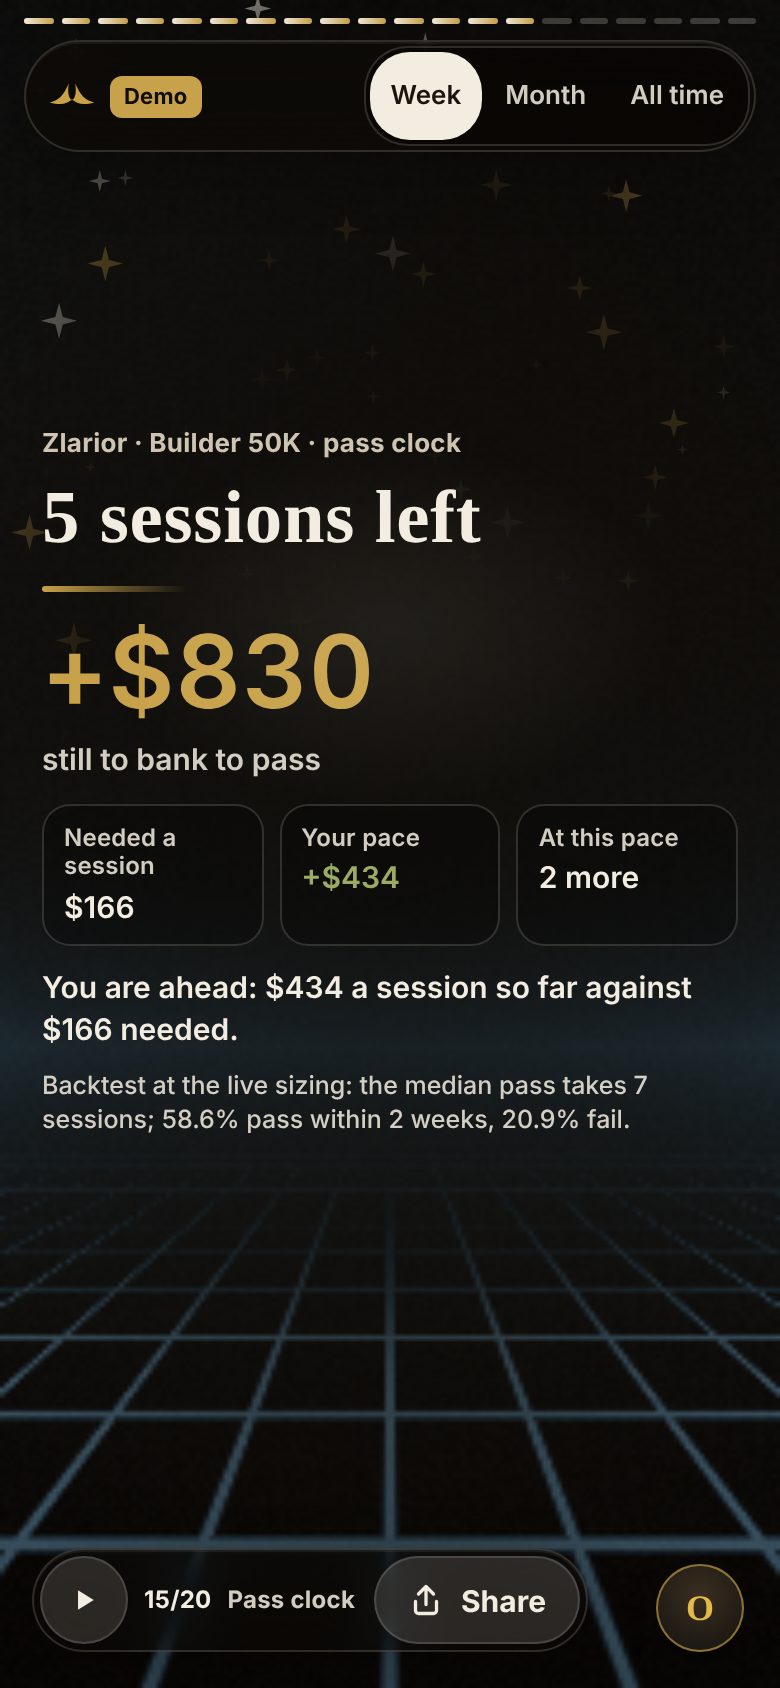 Demo
Week
Month
All time
Zlarior · Builder 50K · pass clock
5 sessions left
+$830
still to bank to pass
Needed a
session
$166
Your pace
+$434
At this pace
2 more
You are ahead: $434 a session so far against
$166 needed.
Backtest at the live sizing: the median pass takes 7
sessions; 58.6% pass within 2 weeks, 20.9% fail.
15/20 Pass clock
Share
O